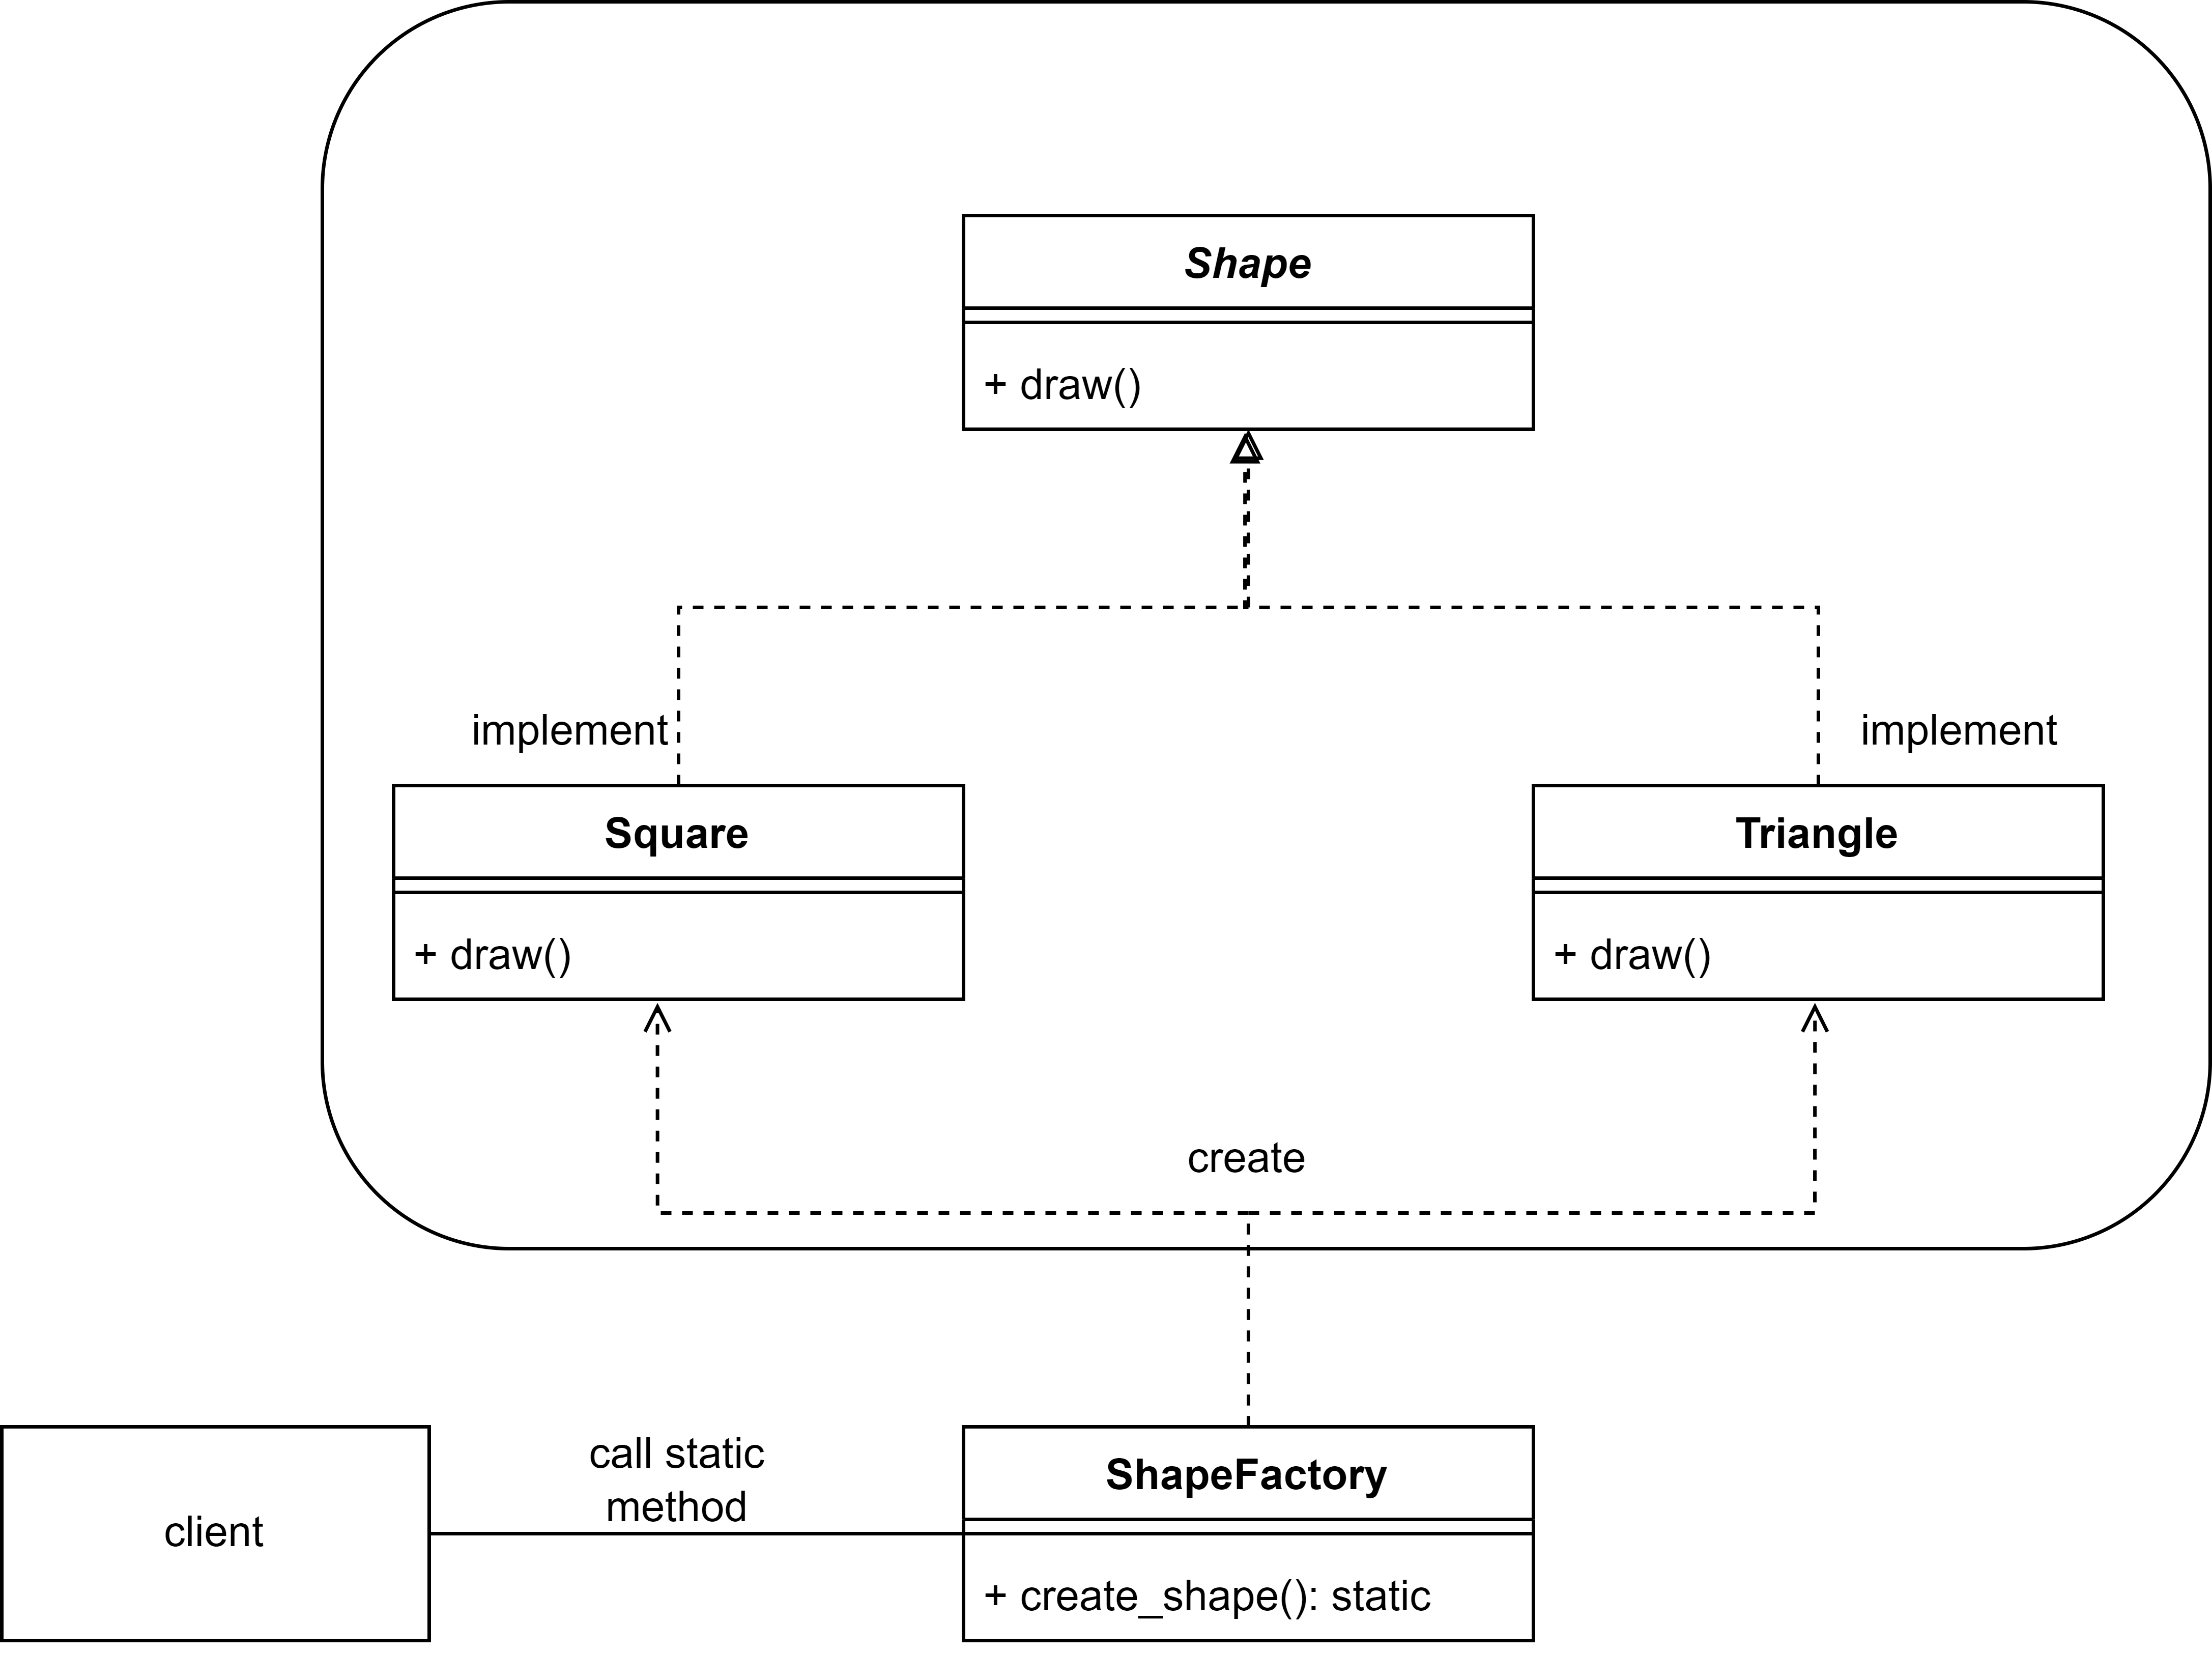 Shape
+ draw()
implement
implement
Square
Triangle
+ draw()
+ draw()
create
call static
method
client
ShapeFactory
+ create_shape(): static